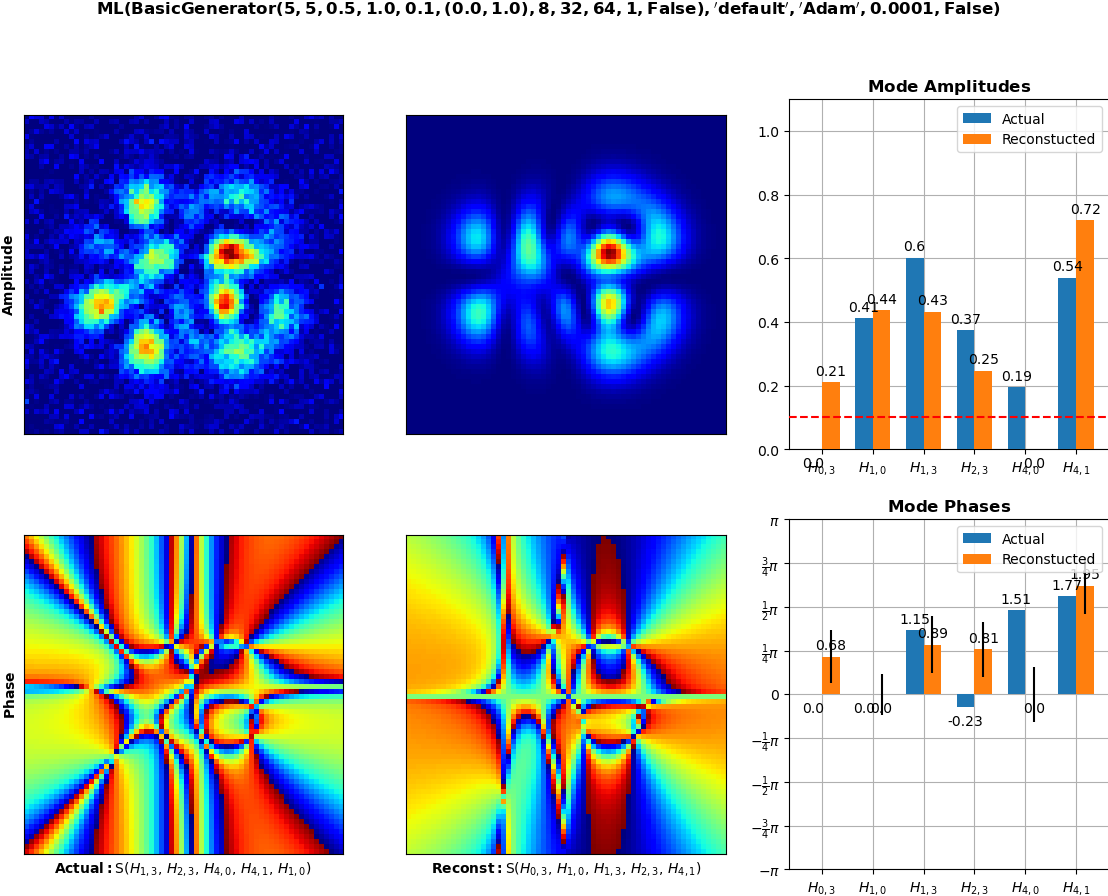 ML(BasicGenerator(5, 5, 0.5, 1.0, 0.1, (0.0, 1.0), 8, 32, 64, 1, False), ′default′, ′Adam′, 0.0001, False)
Mode Amplitudes
Actual
Reconstucted
1.0
0.8
0.6
0.4
0.2
0.0
0.0
0.21
0.41
0.44
0.6
0.43
0.37
0.25
0.19
0.0
0.54
0.72
H0, 3 H1, 0 H1, 3 H2, 3 H4, 0 H4, 1
Amplitude
Mode Phases
Actual
Reconstucted
π
3/4π
1/2π
1/4π
0
−1/4π
−1/2π
−3/4π
−π
0.0
0.68
0.0
0.0
1.15
0.89
-0.23
0.81
1.51
0.0
1.77
1.95
H0, 3 H1, 0 H1, 3 H2, 3 H4, 0 H4, 1
Phase
Actual: S(H1, 3, H2, 3, H4, 0, H4, 1, H1, 0)
Reconst: S(H0, 3, H1, 0, H1, 3, H2, 3, H4, 1)